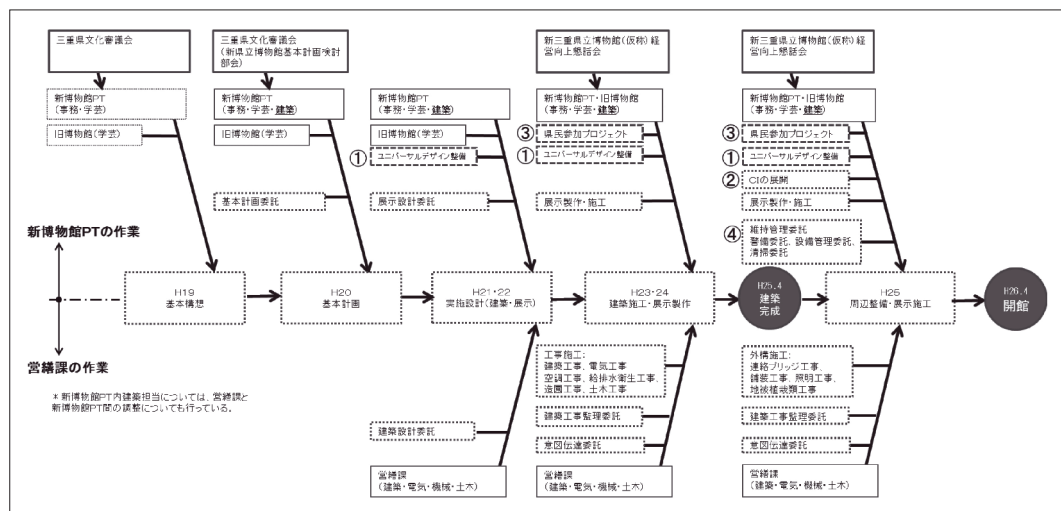 三重県文化審議会
新博物館PT
(事務・学芸)
旧博物館(学芸)
三重県文化審議会
(新県立博物館基本計画検討
部会)
新博物館PT
(事務・学芸・建築)
旧博物館(学芸)
基本計画委託
新博物館PT
(事務・学芸・建築)
旧博物館(学芸)
①
ユニバーサルデザイン整備
展示設計委託
新三重県立博物館(仮称)経
営向上懇話会
新博物館PT・旧博物館
(事務・学芸・建築)
③
県民参加プロジェクト
①
ユニバーサルデザイン整備
展示製作・施工
新三重県立博物館(仮称)経
営向上懇話会
新博物館PT・旧博物館
(事務・学芸・建築)
③
県民参加プロジェクト
①
ユニバーサルデザイン整備
②
CIの展開
展示製作・施工
④
維持管理委託
警備委託、設備管理委託、
清掃委託
新博物館PTの作業
H19
基本構想
H20
基本計画
H21・22
実施設計(建築・展示)
H23・24
建築施工・展示製作
H25.4
建築
完成
H25
周辺整備・展示施工
H26.4
開館
営繕課の作業
*新博物館PT内建築担当については、営繕課と
新博物館PT間の調整についても行っている。
建築設計委託
営繕課
(建築・電気・機械・土木)
工事施工:
建築工事、電気工事
空調工事、給排水衛生工事、
造園工事、土木工事
建築工事監理委託
意図伝達委託
営繕課
(建築・電気・機械・土木)
外構施工:
連絡ブリッジ工事、
舗装工事、照明工事、
地被植栽類工事
建築工事監理委託
意図伝達委託
営繕課
(建築・電気・機械・土木)